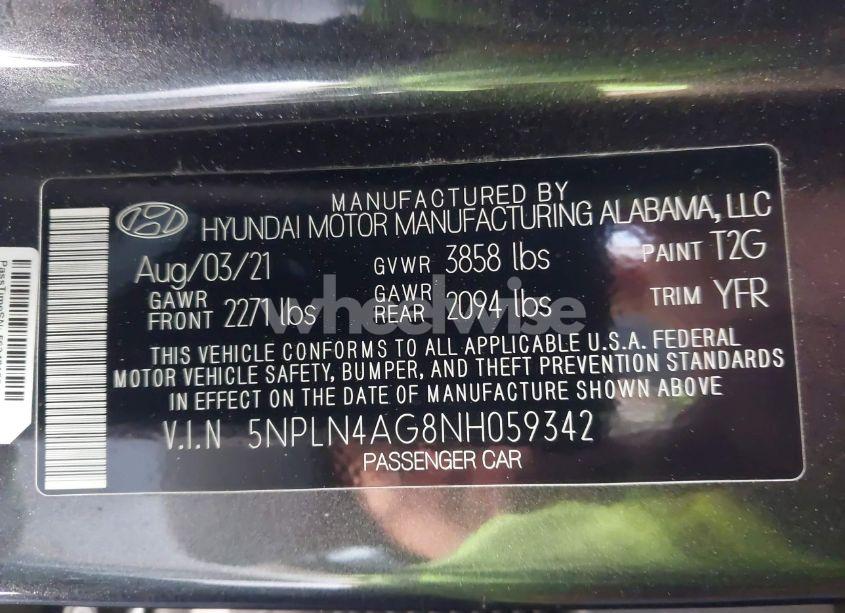 MANUFACTURED BY
HYUNDAI MOTOR MANUFACTURING ALABAMA, LLC
Aug/03/21 GVWR 3858 lbs PAINT T2G
GAWR FRONT 2271 lbs GAWR REAR 2094 lbs TRIM YFR
wheelwise
THIS VEHICLE CONFORMS TO ALL APPLICABLE U.S.A. FEDERAL
MOTOR VEHICLE SAFETY, BUMPER, AND THEFT PREVENTION STANDARDS
IN EFFECT ON THE DATE OF MANUFACTURE SHOWN ABOVE
V.I.N 5NPLN4AG8NH059342
PASSENGER CAR